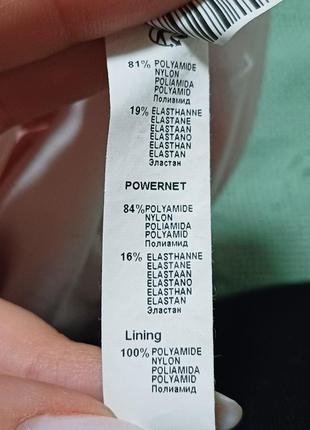 81% POLYAMIDE
NYLON
POLIAMIDA
POLYAMID
Полиамид
19% ELASTHANNE
ELASTANE
ELASTAAN
ELASTANO
ELASTHAN
ELASTAN
Эластан
POWERNET
84% POLYAMIDE
NYLON
POLIAMIDA
POLYAMID
Полиамид
16% ELASTHANNE
ELASTANE
ELASTAAN
ELASTANO
ELASTHAN
ELASTAN
Эластан
Lining
100% POLYAMIDE
NYLON
POLIAMIDA
POLYAMID
Полиамид